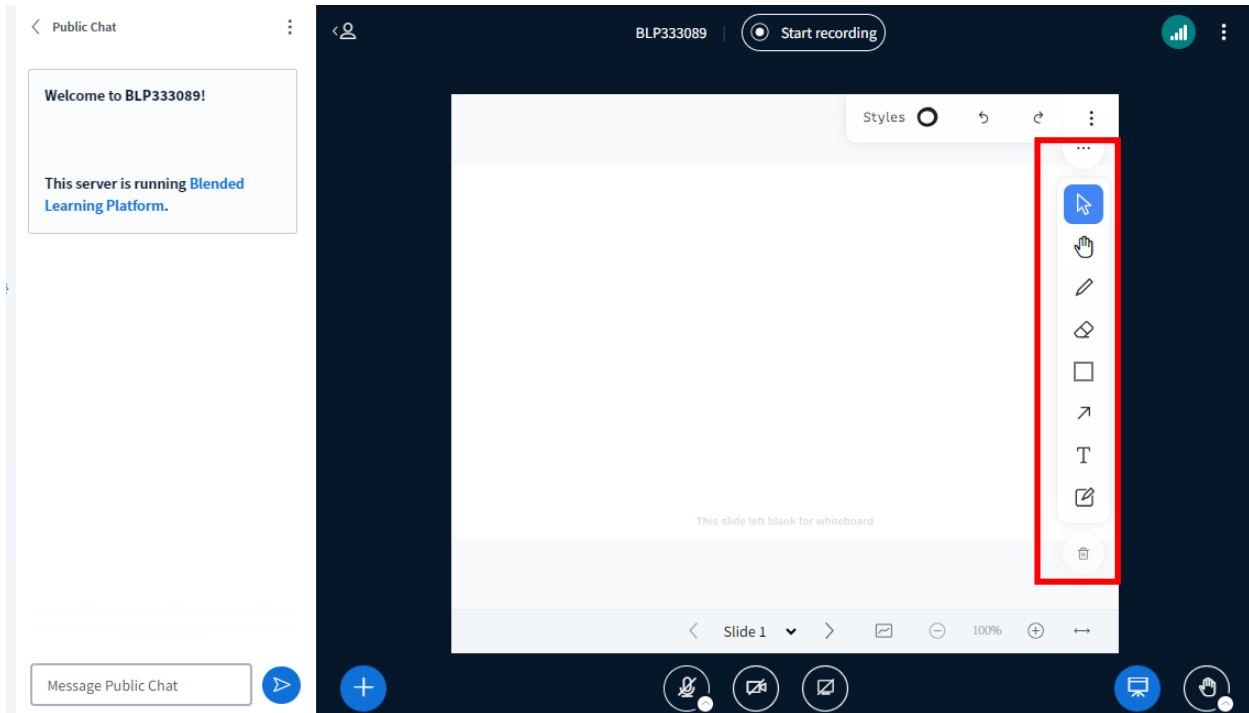 Public Chat
Welcome to BLP333089!
This server is running Blended
Learning Platform.
Message Public Chat
BLP333089
Start recording
Styles
T
This slide left blank for whiteboard
Slide 1
100%